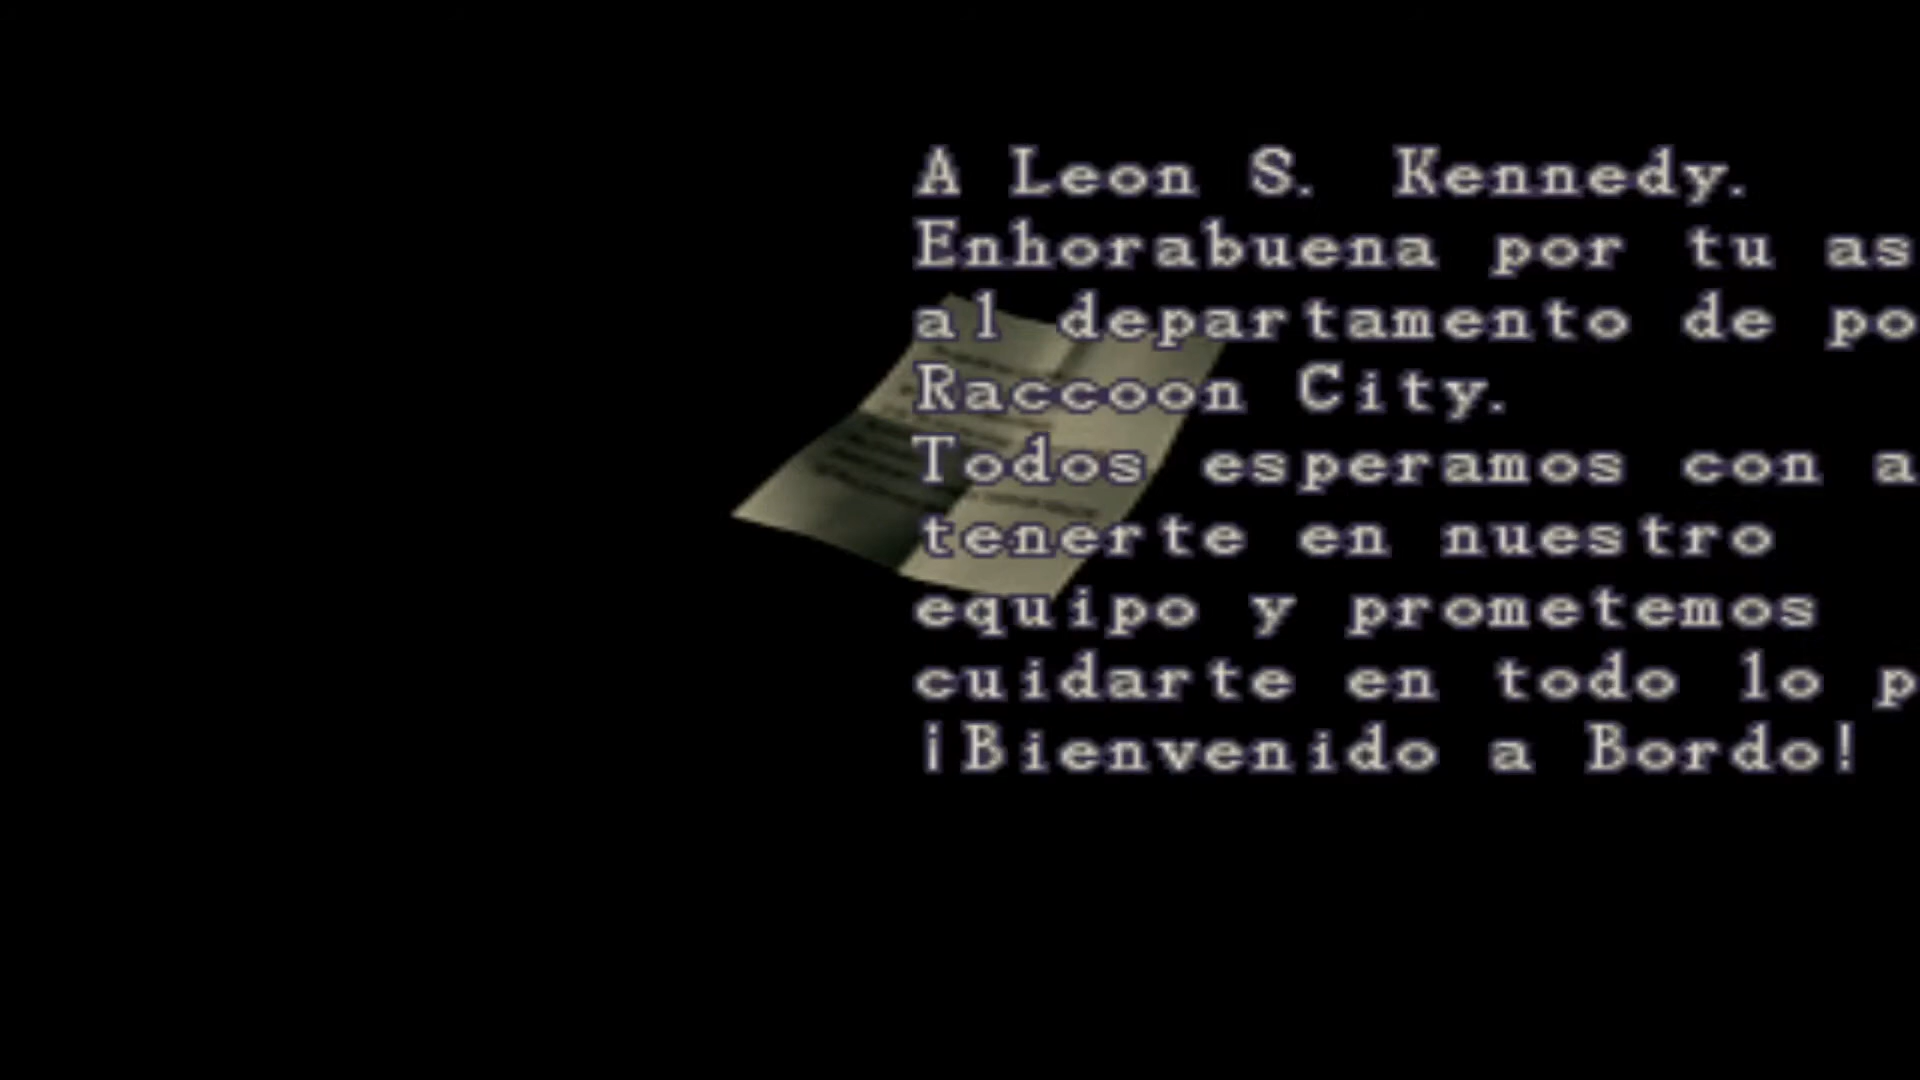 A Leon S. Kennedy.
Enhorabuena por tu as
al departamento de po
Raccoon City.
Todos esperamos con a
tenerte en nuestro
equipo y prometemos
cuidarte en todo lo p
¡Bienvenido a Bordo!